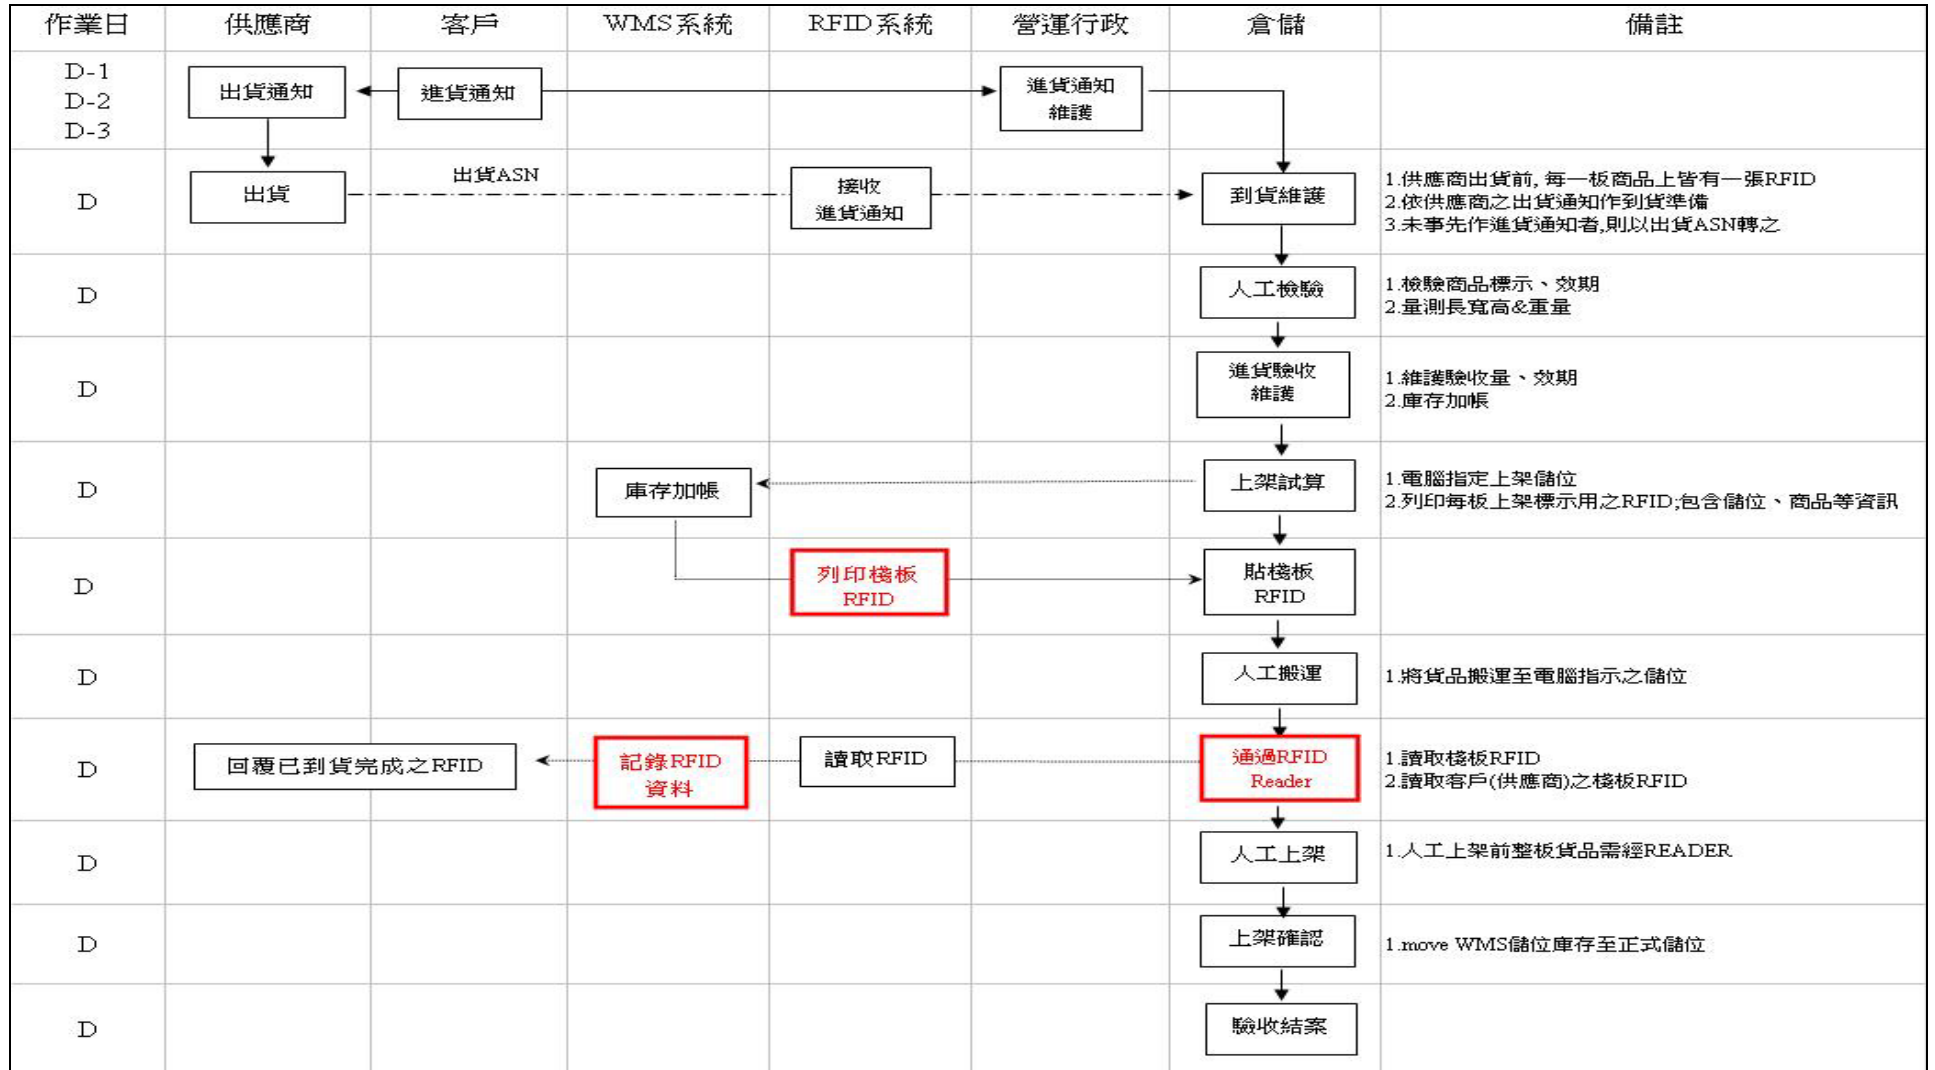 作業日 供應商 客戶 WMS系統 RFID系統 營運行政 倉儲 備註
D-1
D-2
D-3
出貨通知
進貨通知
進貨通知
維護
D
出貨
出貨ASN
接收
進貨通知
到貨維護
1.供應商出貨前, 每一板商品上皆有一張RFID
2.依供應商之出貨通知作到貨準備
3.未事先作進貨通知者,則以出貨ASN轉之
D
人工檢驗
1.檢驗商品標示、效期
2.量測長寬高&重量
D
進貨驗收
維護
1.維護驗收量、效期
2.庫存加帳
D
庫存加帳
上架試算
1.電腦指定上架儲位
2.列印每板上架標示用之RFID;包含儲位、商品等資訊
D
列印棧板
RFID
貼棧板
RFID
D
人工搬運
1.將貨品搬運至電腦指示之儲位
D
回覆已到貨完成之RFID
記錄RFID
資料
讀取RFID
通過RFID
Reader
1.讀取棧板RFID
2.讀取客戶(供應商)之棧板RFID
D
人工上架
1.人工上架前整板貨品需經READER
D
上架確認
1.move WMS儲位庫存至正式儲位
D
驗收結案